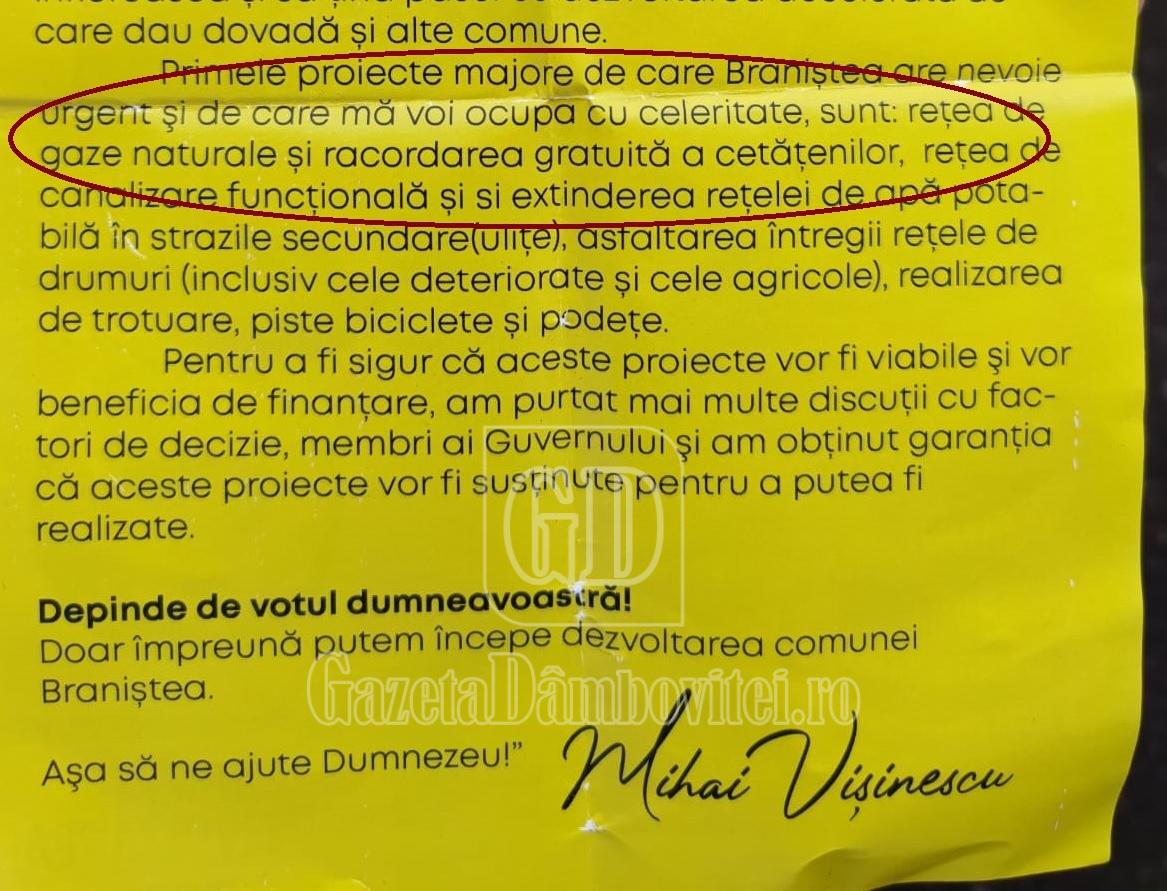 care dau dovadă și alte comune.
Primele proiecte majore de care Braniștea are nevoie
urgent şi de care mă voi ocupa cu celeritate, sunt: rețea de
gaze naturale și racordarea gratuită a cetățenilor, rețea de
canalizare funcțională și si extinderea rețelei de apă pota-
bilă în strazile secundare(ulițe), asfaltarea întregii rețele de
drumuri (inclusiv cele deteriorate și cele agricole), realizarea
de trotuare, piste biciclete și podețe.
Pentru a fi sigur că aceste proiecte vor fi viabile şi vor
beneficia de finanțare, am purtat mai multe discuții cu fac-
tori de decizie, membri ai Guvernului şi am obținut garanția
că aceste proiecte vor fi susținute pentru a putea fi
realizate.
GD
Depinde de votul dumneavoastră!
Doar împreună putem începe dezvoltarea comunei
Braniștea.
GazetaDâmbovitei.ro
Aşa să ne ajute Dumnezeu!”
Mihai Vișinescu